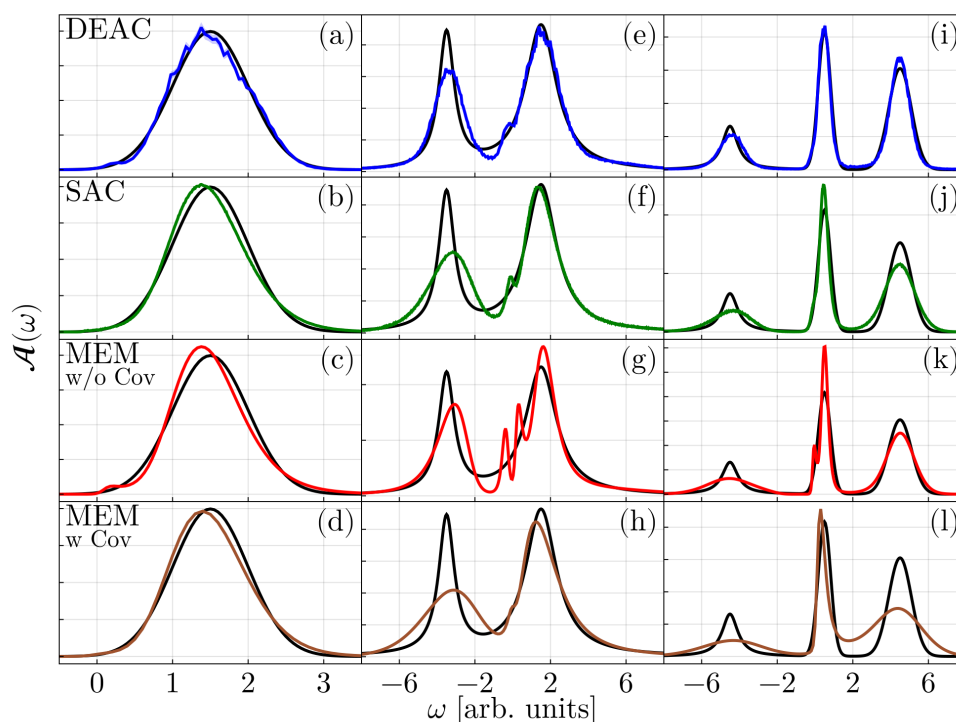 DEAC (a) (e) (i)
SAC (b) (f) (j)
MEM (c) (g) (k)
w/o Cov
MEM (d) (h) (l)
w Cov
𝓐(ω)
0 1 2 3 −6 −2 2 6 −6 −2 2 6
ω [arb. units]